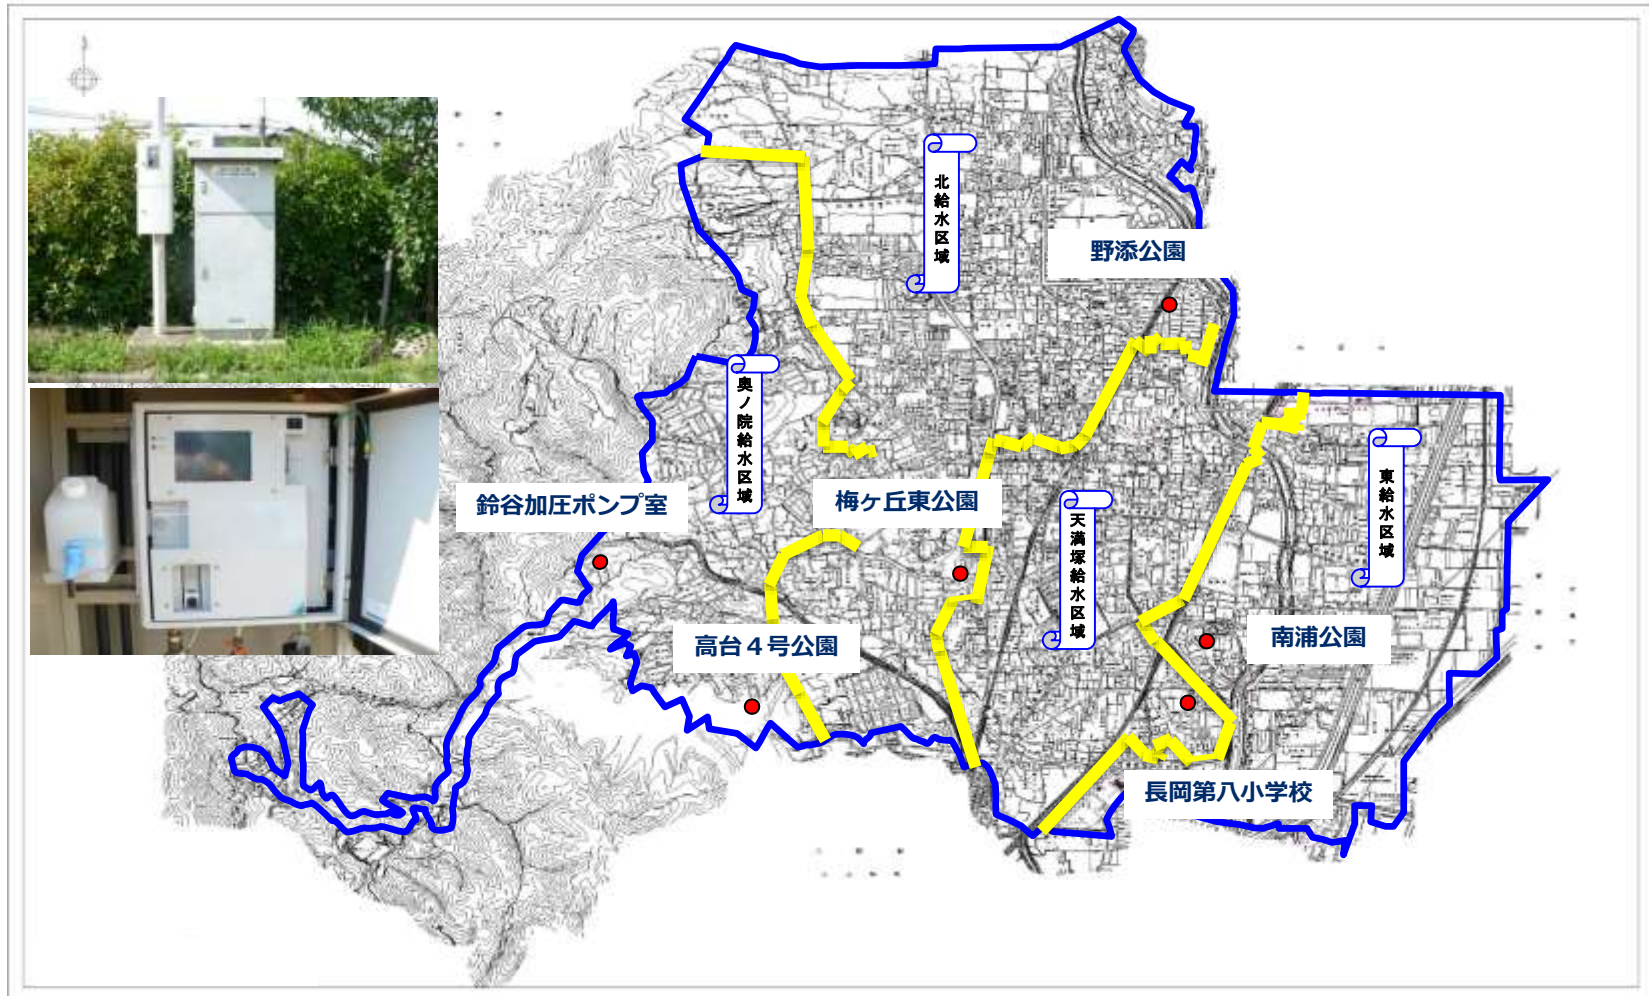 北給水区域
野添公園
奥ノ院給水区域
東給水区域
鈴谷加圧ポンプ室
梅ヶ丘東公園
天満塚給水区域
高台４号公園
南浦公園
長岡第八小学校